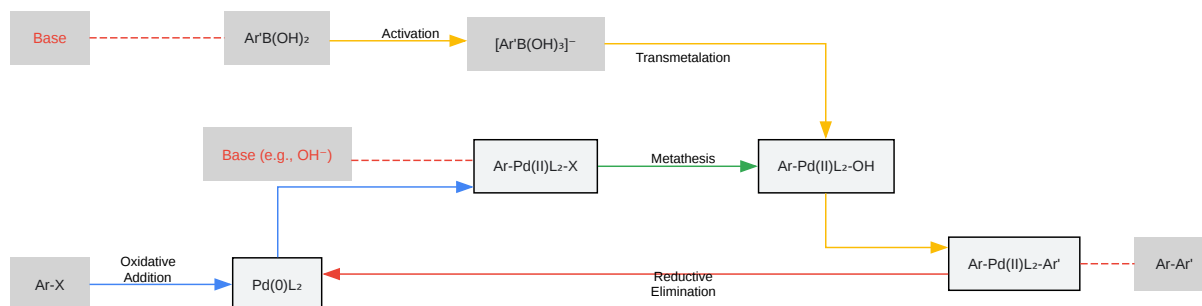 Base
Ar'B(OH)₂
Activation
[Ar'B(OH)₃]⁻
Transmetalation
Base (e.g., OH⁻)
Ar-Pd(II)L₂-X
Metathesis
Ar-Pd(II)L₂-OH
Ar-X
Oxidative
Addition
Pd(0)L₂
Reductive
Elimination
Ar-Pd(II)L₂-Ar'
Ar-Ar'